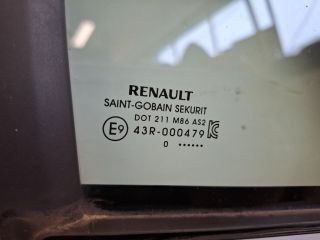 RENAULT
SAINT-GOBAIN SEKURIT
DOT 211 M86 AS2
E9 43R-000479
0 ••••••